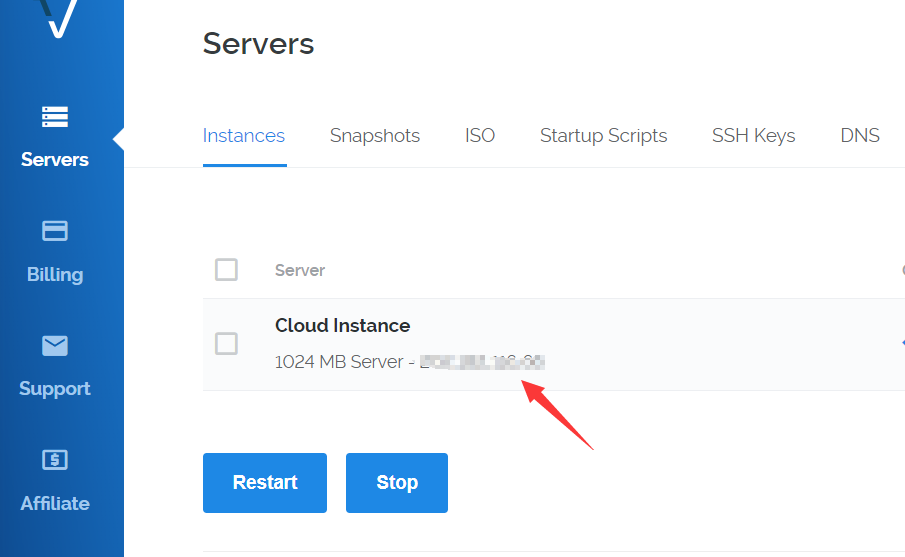 Servers
Instances Snapshots ISO Startup Scripts SSH Keys DNS
Servers
Billing
Server
Cloud Instance
1024 MB Server -
Support
Restart Stop
Affiliate